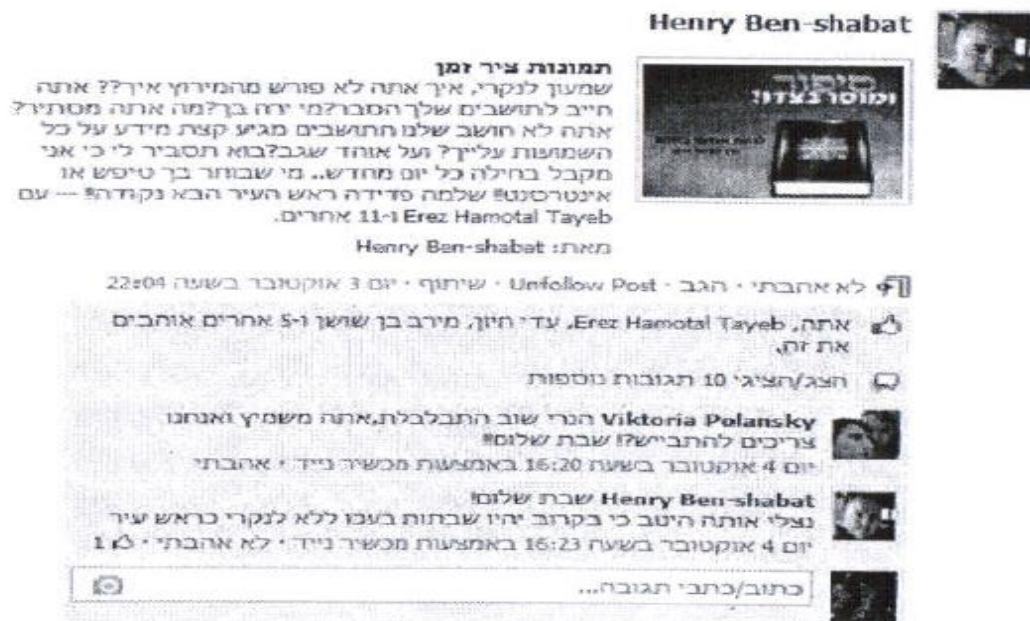 Henry Ben-shabat
סיפור
ומוסר בצדו
תמונות ציר זמן
שמעון לנקרי, איך אתה לא פורש מהמירוץ איך?? אתה
חייב לתושבים שלך הסבר?מי ירה בך?מה אתה מסתיר?
אתה לא חושב שלנו התושבים מגיע קצת מידע על כל
השמועות עלייך? ועל אוהד שגב?בוא תסביר לי כי אני
מקבל בחילה כל יום מחדש.. מי שבוחר בך טיפש או
אינטרסנט!! שלמה פדידה ראש העיר הבא נקודה!! — עם
Erez Hamotal Tayeb ו-11 אחרים.
מאת: Henry Ben-shabat
לא אהבתי · הגב · Unfollow Post · שיתוף · יום 3 אוקטובר בשעה 22:04
אתה, Erez Hamotal Tayeb, עדי חיון, מירב בן שושן ו-5 אחרים אוהבים
את זה.
הצג/הציגי 10 תגובות נוספות
Viktoria Polansky הנרי שוב התבלבלת,אתה משמיץ ואנחנו
צריכים להתבייש?! שבת שלום!!
יום 4 אוקטובר בשעה 16:20 באמצעות מכשיר נייד · אהבתי
Henry Ben-shabat שבת שלום!
נצלי אותה היטב כי בקרוב יהיו שבתות בעכו ללא לנקרי כראש עיר
יום 4 אוקטובר בשעה 16:23 באמצעות מכשיר נייד · לא אהבתי · 1
כתוב/כתבי תגובה...